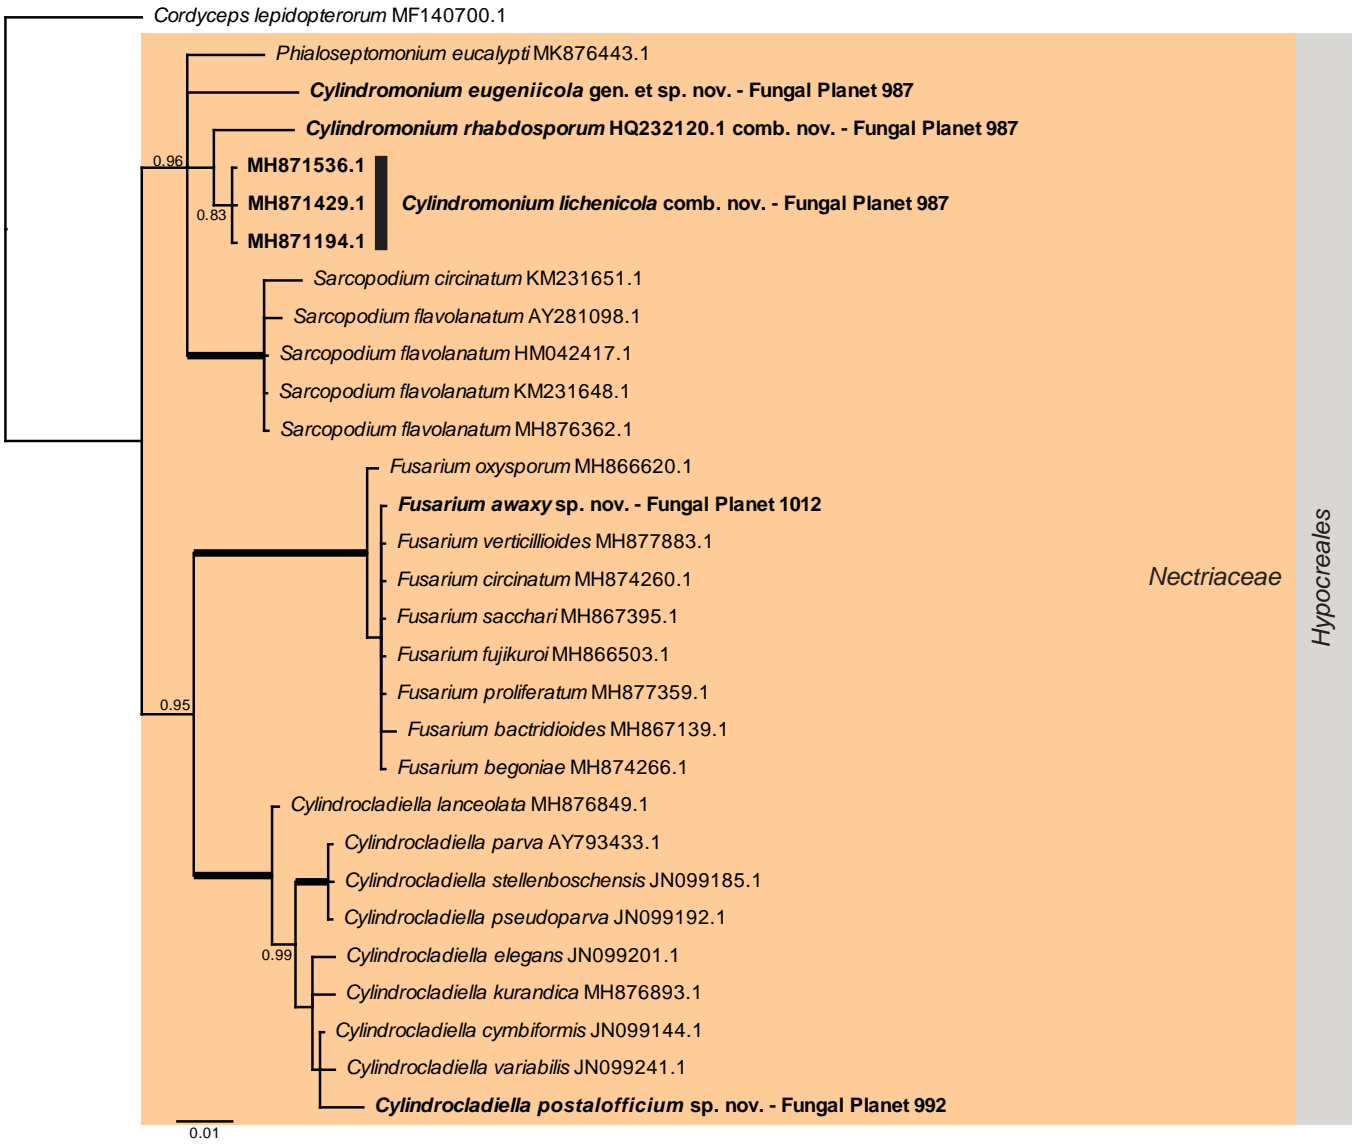 Cordyceps lepidopterorum MF140700.1
Phialoseptomonium eucalypti MK876443.1
Cylindromonium eugeniicola gen. et sp. nov. - Fungal Planet 987
Cylindromonium rhabdosporum HQ232120.1 comb. nov. - Fungal Planet 987
0.96
MH871536.1
MH871429.1
Cylindromonium lichenicola comb. nov. - Fungal Planet 987
0.83
MH871194.1
Sarcopodium circinatum KM231651.1
Sarcopodium flavolanatum AY281098.1
Sarcopodium flavolanatum HM042417.1
Sarcopodium flavolanatum KM231648.1
Sarcopodium flavolanatum MH876362.1
Fusarium oxysporum MH866620.1
Fusarium awaxy sp. nov. - Fungal Planet 1012
Fusarium verticillioides MH877883.1
Fusarium circinatum MH874260.1
Nectriaceae
Hypocreales
Fusarium sacchari MH867395.1
Fusarium fujikuroi MH866503.1
Fusarium proliferatum MH877359.1
0.95
Fusarium bactridioides MH867139.1
Fusarium begoniae MH874266.1
Cylindrocladiella lanceolata MH876849.1
Cylindrocladiella parva AY793433.1
Cylindrocladiella stellenboschensis JN099185.1
Cylindrocladiella pseudoparva JN099192.1
0.99
Cylindrocladiella elegans JN099201.1
Cylindrocladiella kurandica MH876893.1
Cylindrocladiella cymbiformis JN099144.1
Cylindrocladiella variabilis JN099241.1
Cylindrocladiella postalofficium sp. nov. - Fungal Planet 992
0.01